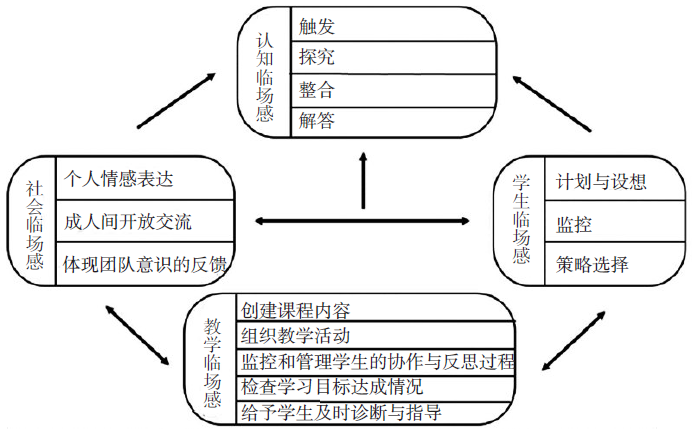 认知临场感
触发
探究
整合
解答
社会临场感
个人情感表达
成人间开放交流
体现团队意识的反馈
学生临场感
计划与设想
监控
策略选择
教学临场感
创建课程内容
组织教学活动
监控和管理学生的协作与反思过程
检查学习目标达成情况
给予学生及时诊断与指导